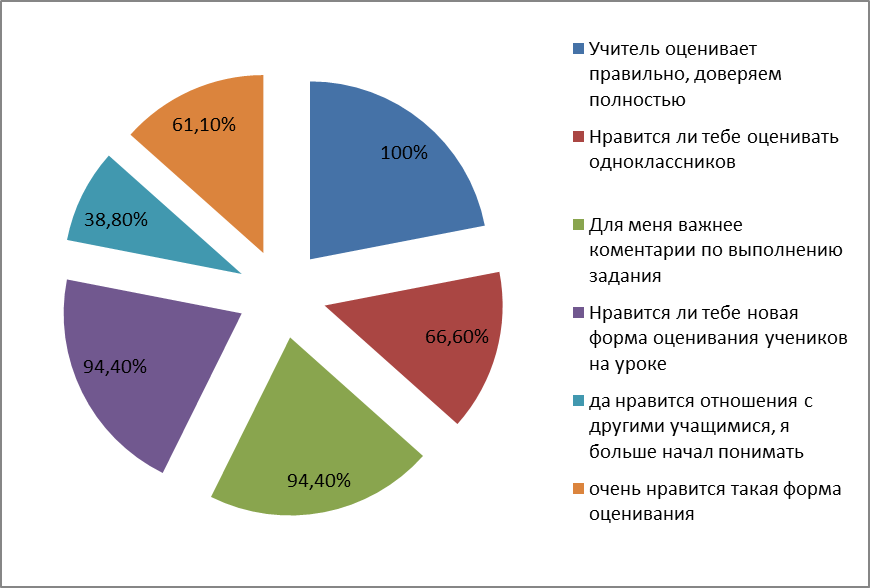 100%
66,60%
94,40%
94,40%
38,80%
61,10%
Учитель оценивает
правильно, доверяем
полностью
Нравится ли тебе оценивать
одноклассников
Для меня важнее
коментарии по выполнению
задания
Нравится ли тебе новая
форма оценивания учеников
на уроке
да нравится отношения с
другими учащимися, я
больше начал понимать
очень нравится такая форма
оценивания